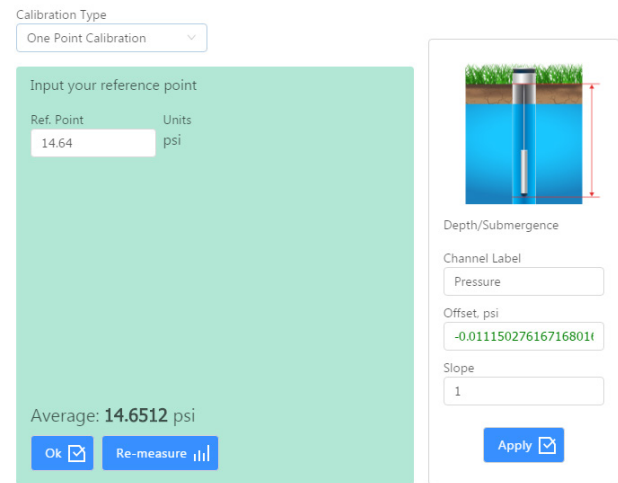 Calibration Type
One Point Calibration
Input your reference point
Ref. Point Units
14.64 psi
Average: 14.6512 psi
Ok Re-measure
Depth/Submergence
Channel Label
Pressure
Offset, psi
-0.01115027616716801
Slope
1
Apply